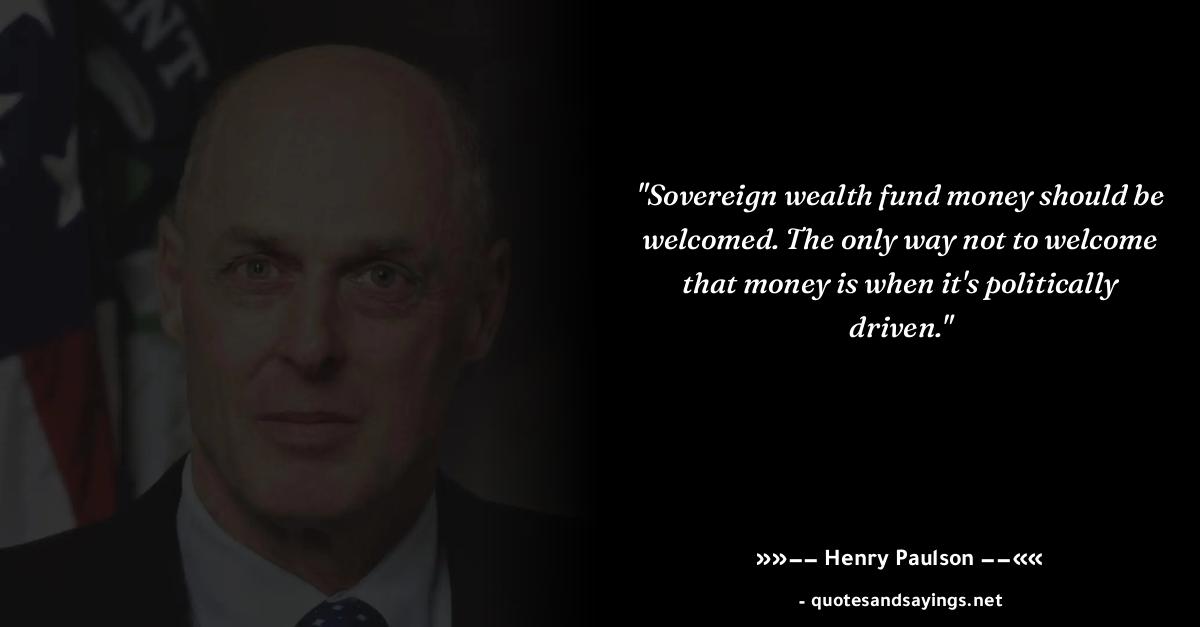 ENT
"Sovereign wealth fund money should be
welcomed. The only way not to welcome
that money is when it's politically
driven."
»»−− Henry Paulson −−««
- quotesandsayings.net